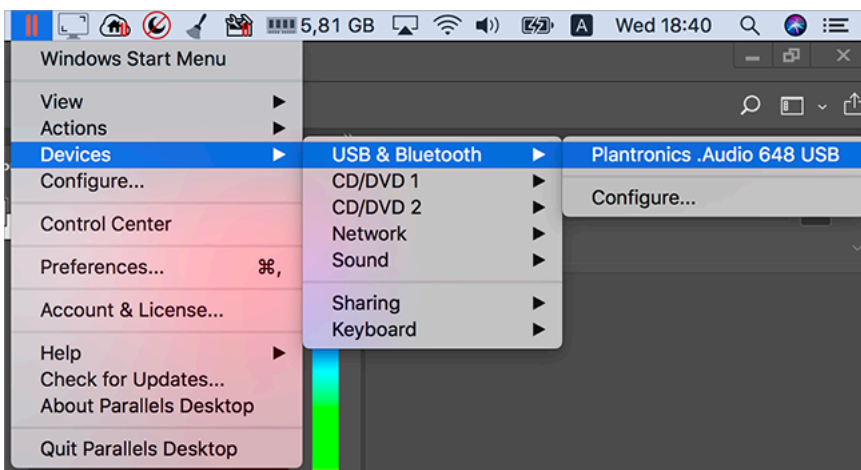 5,81 GB A Wed 18:40
Windows Start Menu
View
Actions
Devices
Configure...
Control Center
Preferences... ⌘,
Account & License...
Help
Check for Updates...
About Parallels Desktop
Quit Parallels Desktop
USB & Bluetooth
CD/DVD 1
CD/DVD 2
Network
Sound
Sharing
Keyboard
Plantronics .Audio 648 USB
Configure...